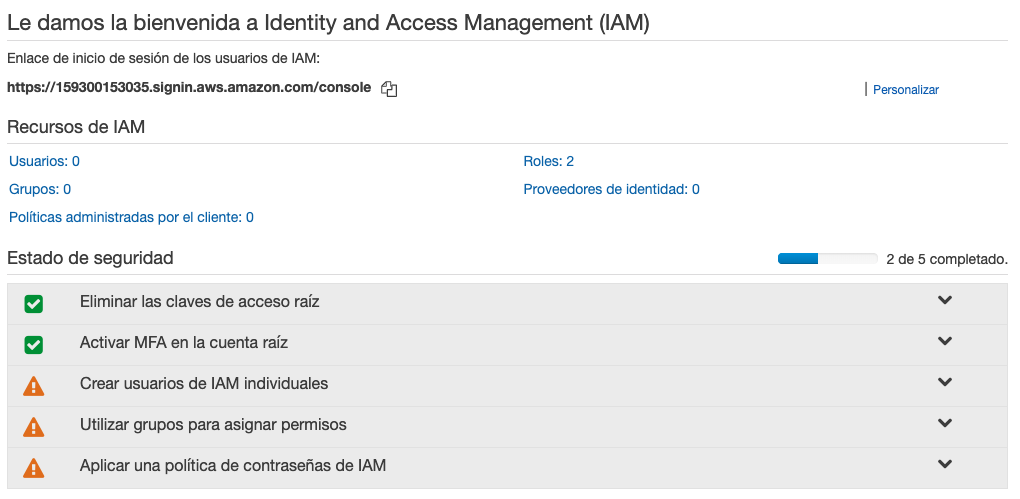 Le damos la bienvenida a Identity and Access Management (IAM)
Enlace de inicio de sesión de los usuarios de IAM:
https://159300153035.signin.aws.amazon.com/console
| Personalizar
Recursos de IAM
Usuarios: 0
Roles: 2
Grupos: 0
Proveedores de identidad: 0
Políticas administradas por el cliente: 0
Estado de seguridad
2 de 5 completado.
Eliminar las claves de acceso raíz
Activar MFA en la cuenta raíz
Crear usuarios de IAM individuales
Utilizar grupos para asignar permisos
Aplicar una política de contraseñas de IAM